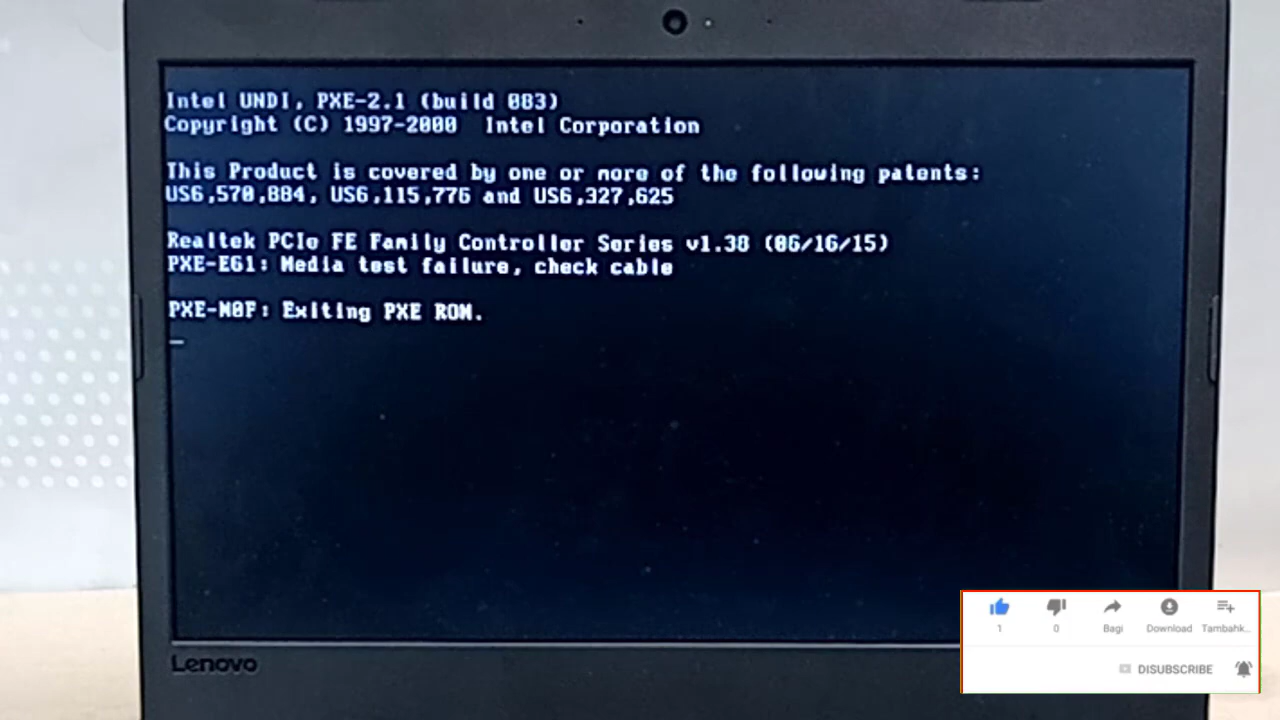 Intel UNDI, PXE-2.1 (build 083)
Copyright (C) 1997-2000 Intel Corporation
This Product is covered by one or more of the following patents:
US6,570,884, US6,115,776 and US6,327,625
Realtek PCIe FE Family Controller Series v1.38 (06/16/15)
PXE-E61: Media test failure, check cable
PXE-M0F: Exiting PXE ROM.
Lenovo
1 0 Bagi Download Tambahk...
DISUBSCRIBE